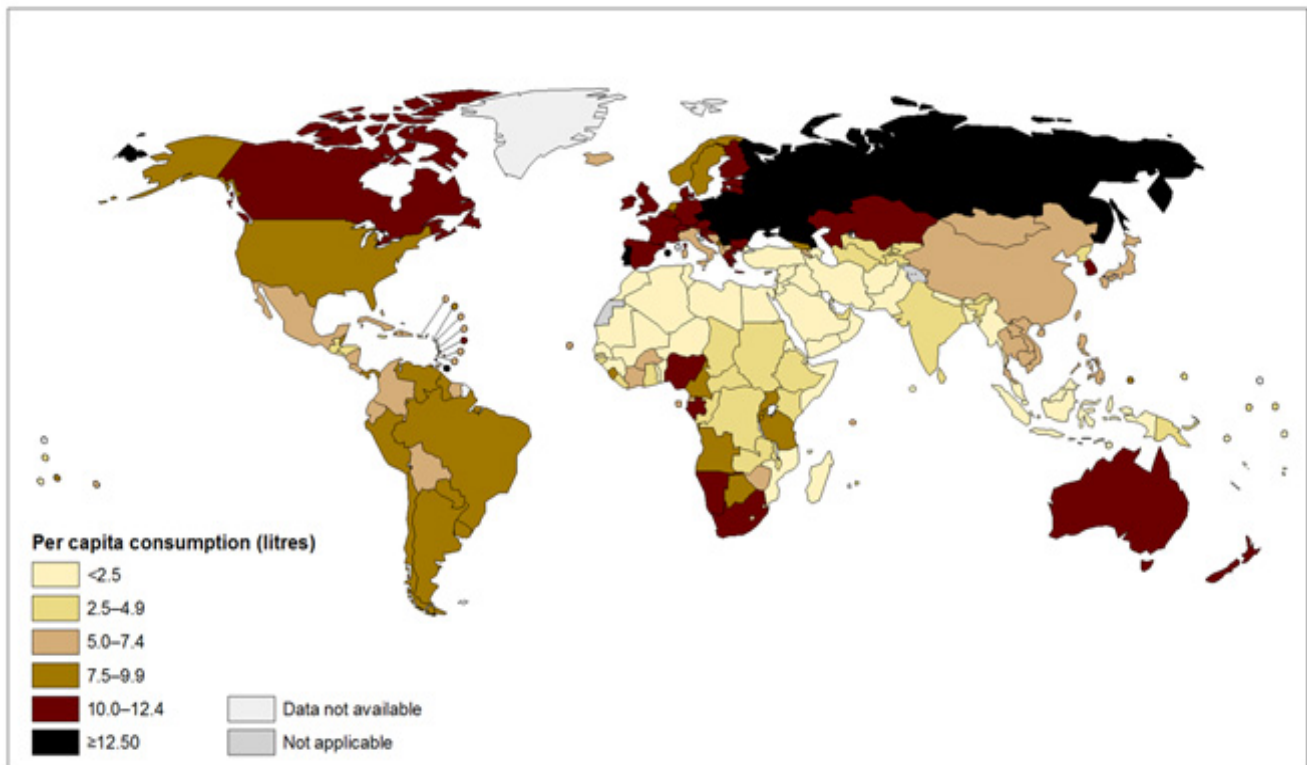 Per capita consumption (litres)
<2.5
2.5–4.9
5.0–7.4
7.5–9.9
10.0–12.4
≥12.50
Data not available
Not applicable